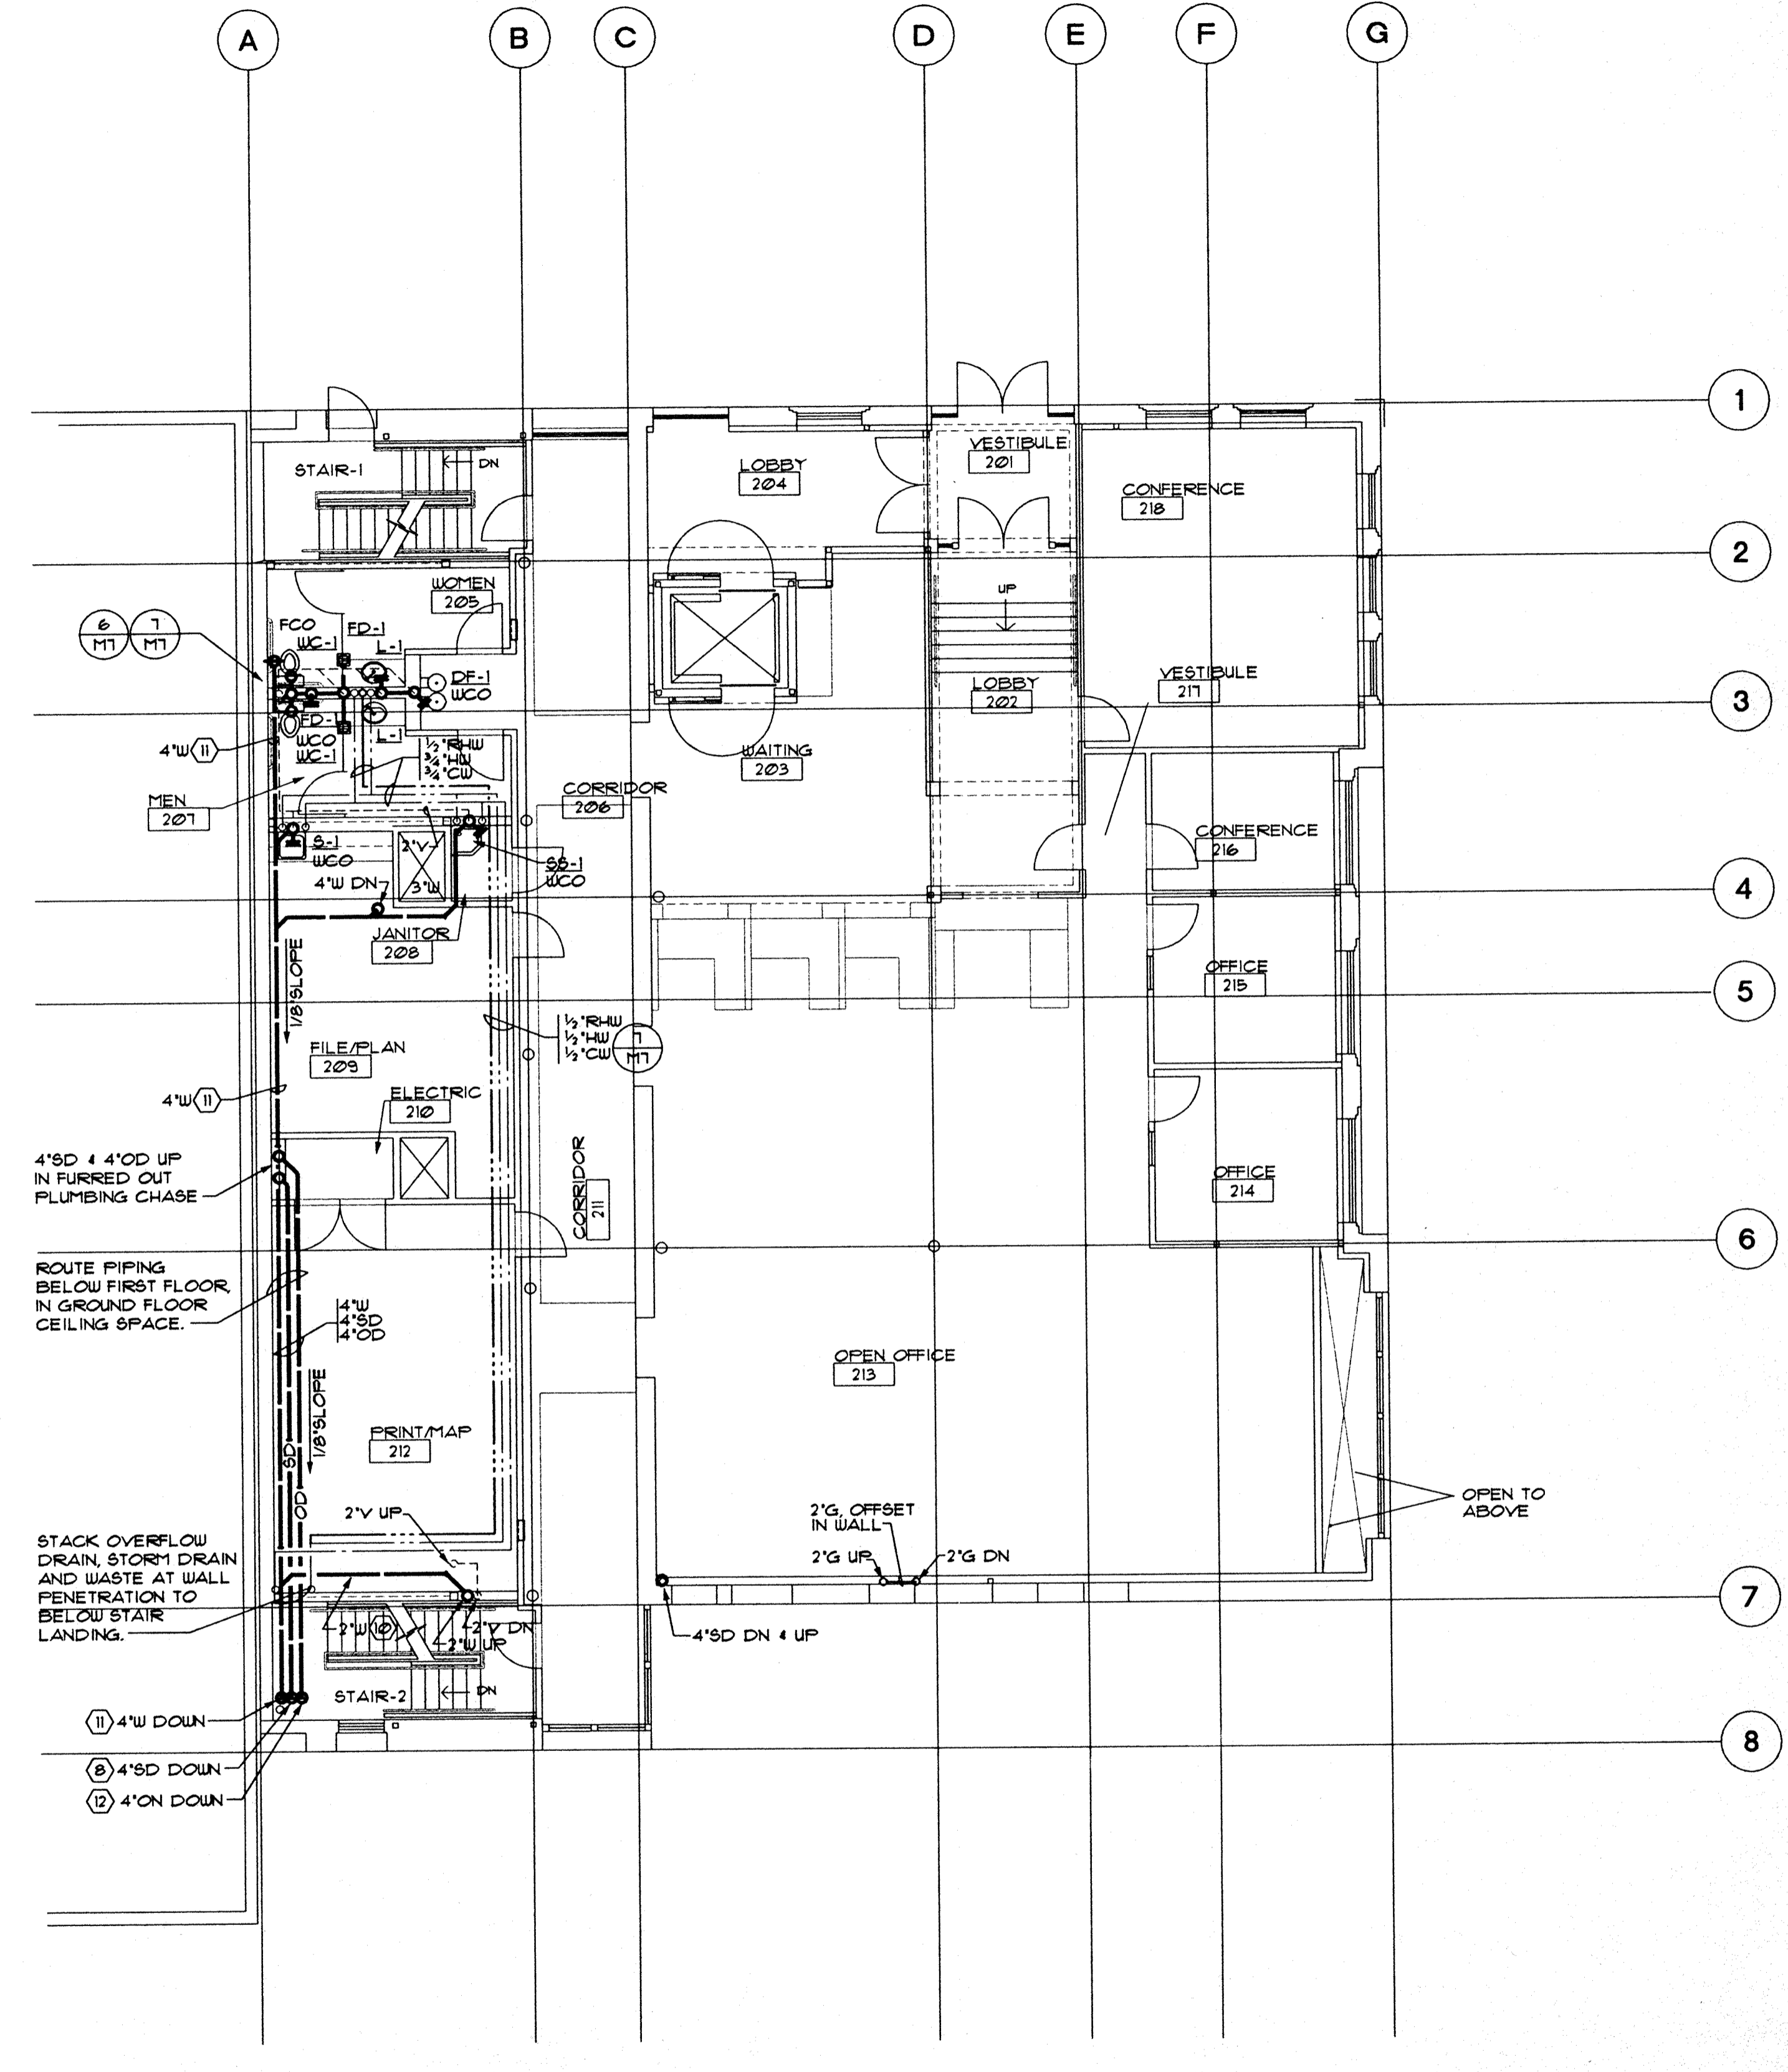 A
B
C
D
E
F
G
1
2
3
4
5
6
7
8
STAIR-1
DN
LOBBY
204
VESTIBULE
201
CONFERENCE
218
UP
WOMEN
205
6
M7
7
M7
FCO
WC-1
FD-1
L-1
DF-1
WCO
LOBBY
202
VESTIBULE
217
FD-1
WCO
WC-1
L-1
4"W 11
1/2"RHW
3/4"HW
3/4"CW
WAITING
203
MEN
207
CORRIDOR
206
S-1
WCO
2"V
4"W DN
3"W
SS-1
WCO
CONFERENCE
216
JANITOR
208
1/8"SLOPE
OFFICE
215
1/2"RHW
1/2"HW
1/2"CW
7
M7
FILE/PLAN
209
4"W 11
ELECTRIC
210
4"SD & 4"OD UP
IN FURRED OUT
PLUMBING CHASE
CORRIDOR
211
OFFICE
214
ROUTE PIPING
BELOW FIRST FLOOR,
IN GROUND FLOOR
CEILING SPACE.
4"W
4"SD
4"OD
OPEN OFFICE
213
1/8"SLOPE
SD
OD
PRINT/MAP
212
OPEN TO
ABOVE
2"V UP
2"G, OFFSET
IN WALL
2"G UP
2"G DN
STACK OVERFLOW
DRAIN, STORM DRAIN
AND WASTE AT WALL
PENETRATION TO
BELOW STAIR
LANDING.
2"W 10
2"V DN
2"W UP
4"SD DN & UP
STAIR-2
DN
11 4"W DOWN
8 4"SD DOWN
12 4"ON DOWN